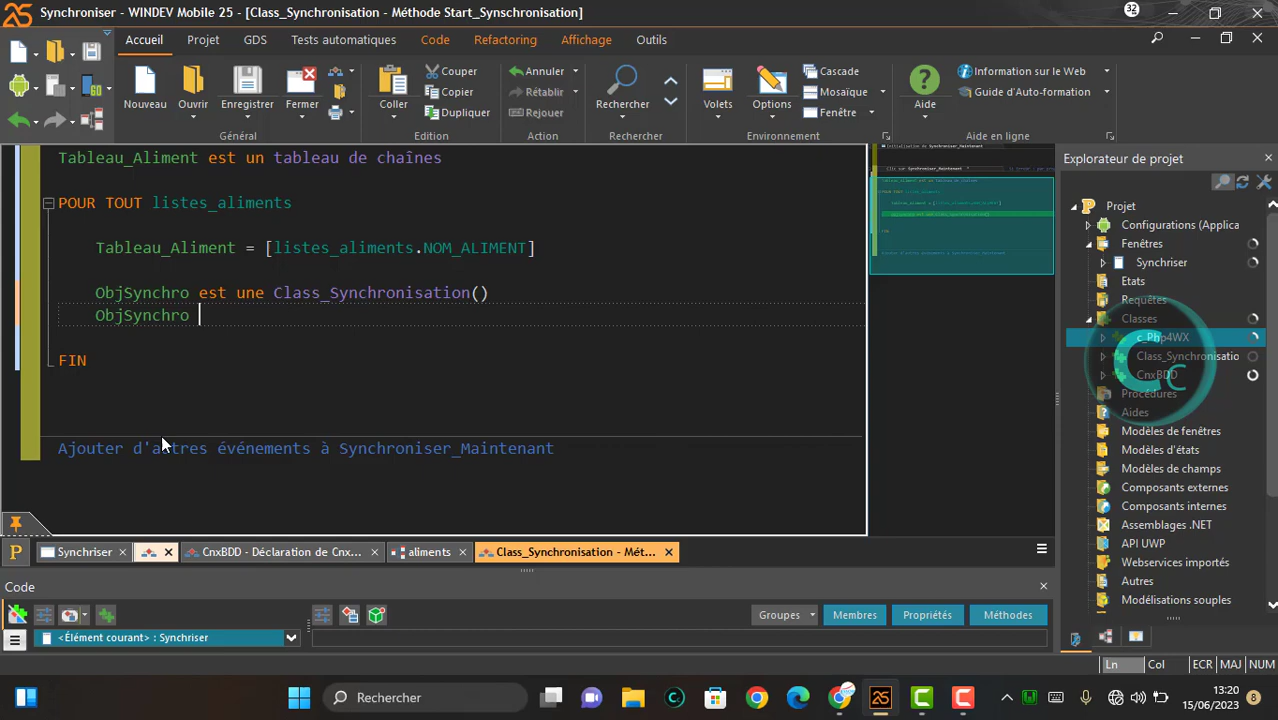 Synchroniser - WINDEV Mobile 25 - [Class_Synchronisation - Méthode Start_Synschronisation]
32
Accueil Projet GDS Tests automatiques Code Refactoring Affichage Outils
Nouveau Ouvrir Enregistrer Fermer
Général
Coller
Couper
Copier
Dupliquer
Edition
Annuler
Rétablir
Rejouer
Action
Rechercher
Rechercher
Volets Options
Cascade
Mosaïque
Fenêtre
Environnement
Aide
Information sur le Web
Guide d'Auto-formation
Aide en ligne
Tableau_Aliment est un tableau de chaînes
POUR TOUT listes_aliments
Tableau_Aliment = [listes_aliments.NOM_ALIMENT]
ObjSynchro est une Class_Synchronisation()
ObjSynchro
FIN
Ajouter d'autres événements à Synchroniser_Maintenant
Explorateur de projet
Projet
Configurations (Applica
Fenêtres
Synchriser
Etats
Requêtes
Classes
c_Php4WX
Class_Synchronisatio
CnxBDD
Procédures
Aides
Modèles de fenêtres
Modèles d'états
Modèles de champs
Composants externes
Composants internes
Assemblages .NET
API UWP
Webservices importés
Autres
Modélisations souples
P Synchriser CnxBDD - Déclaration de Cnx... aliments Class_Synchronisation - Mét...
Code
Groupes Membres Propriétés Méthodes
<Élément courant> : Synchriser
Ln Col ECR MAJ NUM
Rechercher
13:20
15/06/2023
8